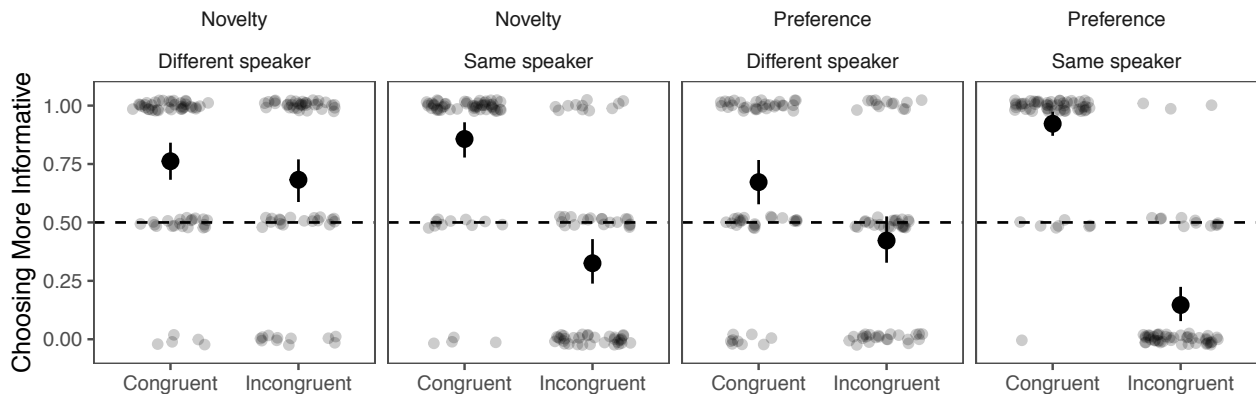 Novelty
Novelty
Preference
Preference
Different speaker
Same speaker
Different speaker
Same speaker
Choosing More Informative
1.00
0.75
0.50
0.25
0.00
Congruent
Incongruent
Congruent
Incongruent
Congruent
Incongruent
Congruent
Incongruent